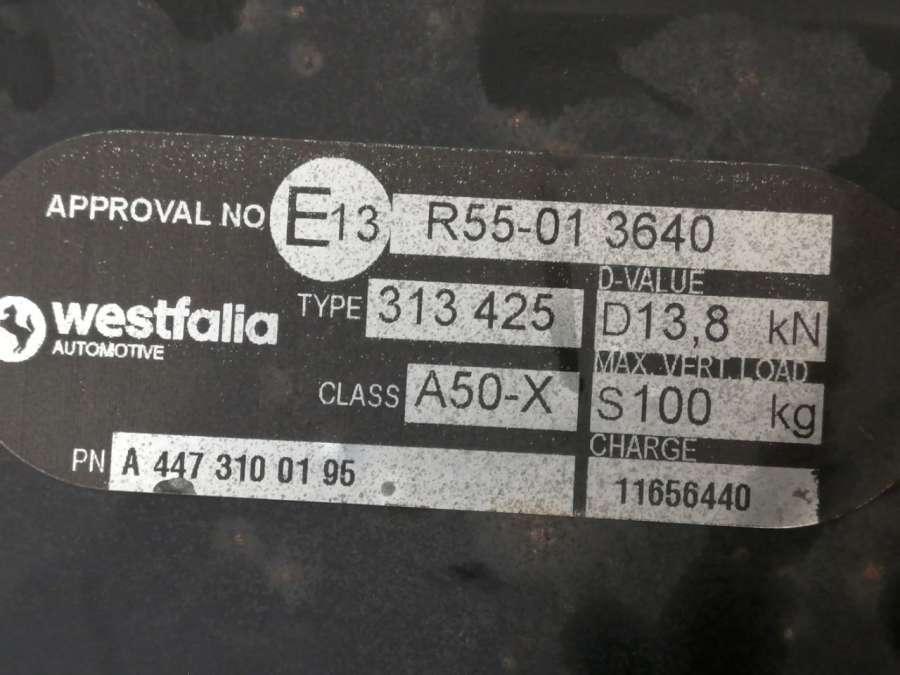 APPROVAL NO E13 R55-01 3640
TYPE 313 425
D-VALUE
D13,8 kN
westfalia
AUTOMOTIVE
MAX. VERT. LOAD
CLASS A50-X
S100 kg
CHARGE
PN A 447 310 01 95
11656440